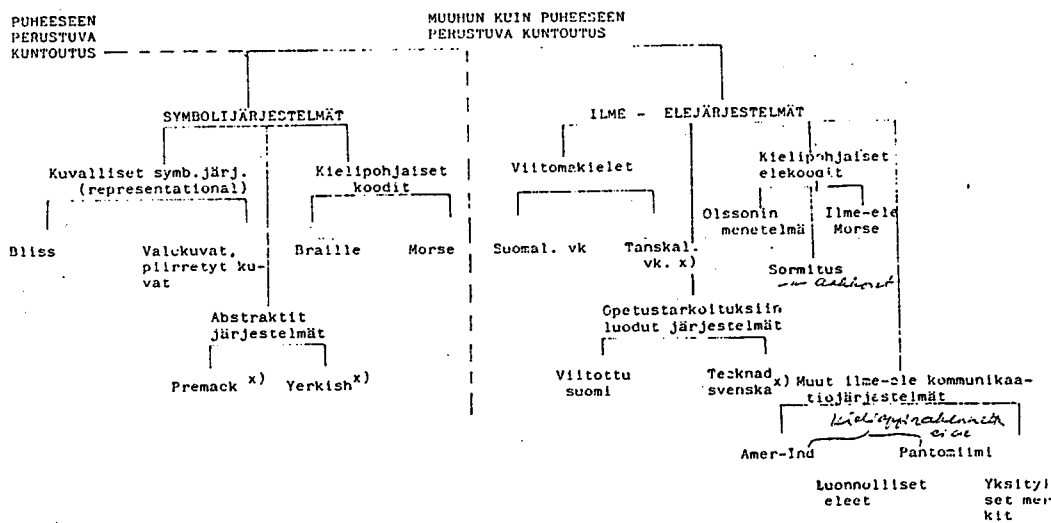 PUHEESEEN
PERUSTUVA
KUNTOUTUS
MUUHUN KUIN PUHEESEEN
PERUSTUVA KUNTOUTUS
SYMBOLIJÄRJESTELMÄT
ILME - ELEJÄRJESTELMÄT
Kuvalliset symb.järj.
(representational)
Kielipohjaiset
koodit
Viitomakielet
Kielipohjaiset
elekoodit
Bliss
Valokuvat,
piirretyt ku-
vat
Braille
Morse
Suomal. vk
Tanskal.
vk. x)
Olssonin
menetelmä
Ilme-ele
Morse
Sormitus
Abstraktit
järjestelmät
Opetustarkoituksiin
luodut järjestelmät
Premack x)
Yerkish x)
Viitottu
suomi
Tecknad
svenska x)
Muut ilme-ele kommunikaa-
tiojärjestelmät
Amer-Ind
Pantomiimi
Luonnolliset
eleet
Yksityi
set mer
kit